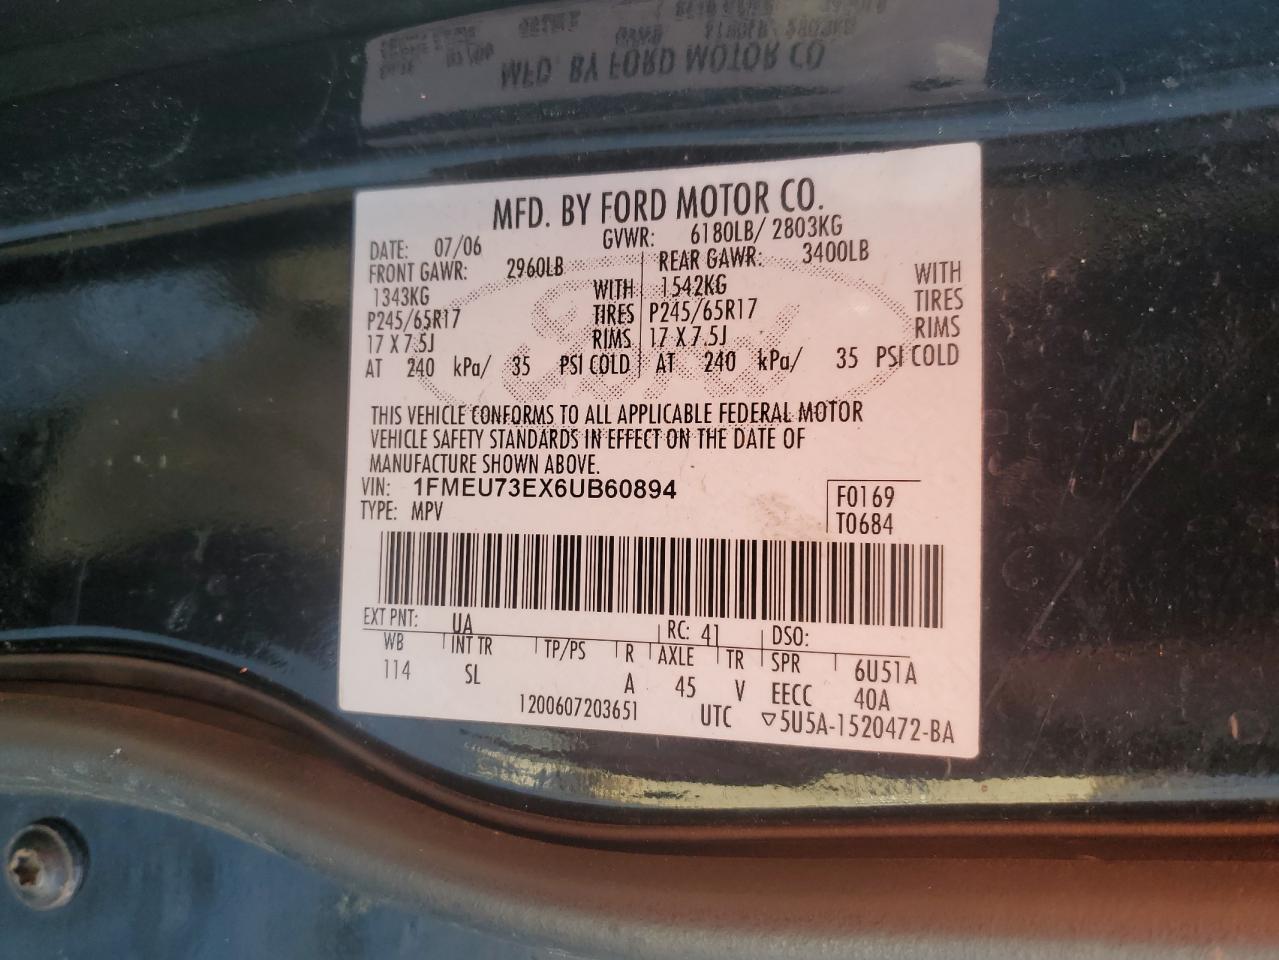 MFD. BY FORD MOTOR CO
MFD. BY FORD MOTOR CO.
DATE: 07/06 GVWR: 6180LB/ 2803KG
FRONT GAWR: 2960LB REAR GAWR: 3400LB
1343KG WITH 1542KG WITH
P245/65R17 TIRES P245/65R17 TIRES
17 X 7.5J RIMS 17 X 7.5J RIMS
AT 240 kPa/ 35 PSI COLD AT 240 kPa/ 35 PSI COLD
THIS VEHICLE CONFORMS TO ALL APPLICABLE FEDERAL MOTOR
VEHICLE SAFETY STANDARDS IN EFFECT ON THE DATE OF
MANUFACTURE SHOWN ABOVE.
VIN: 1FMEU73EX6UB60894 F0169
TYPE: MPV T0684
EXT PNT: UA RC: 41 DSO:
WB INT TR TP/PS R AXLE TR SPR 6U51A
114 SL A 45 V EECC 40A
1200607203651 UTC ▽5U5A-1520472-BA